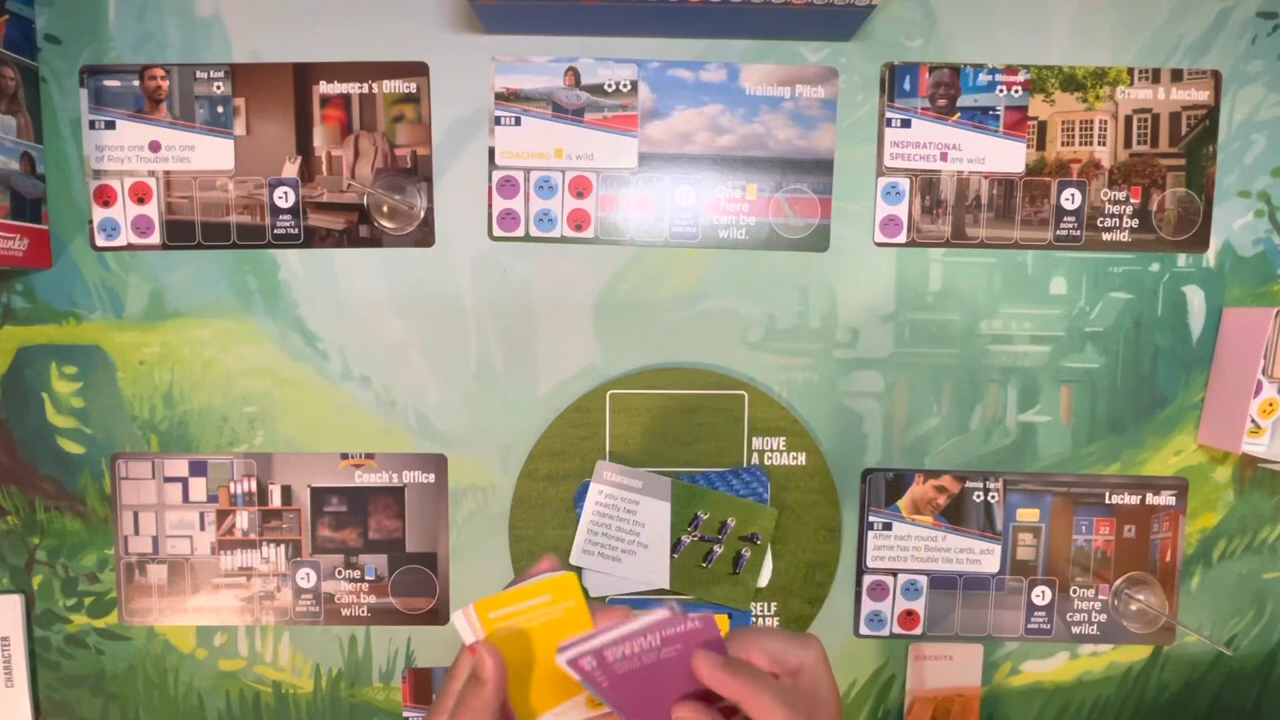 Roy Kent
Rebecca's Office
Ignore one on one
of Roy's Trouble tiles.
-1
AND
DON'T
ADD TILE
Training Pitch
COACHING is wild.
One
here
can be
wild.
4
Crown & Anchor
INSPIRATIONAL
SPEECHES are wild
-1
AND
DON'T
ADD TILE
One
here
can be
wild.
GAMES
Coach's Office
-1
AND
DON'T
ADD TILE
One
here
can be
wild.
MOVE
A COACH
TEAMWORK
If you score
exactly two
characters this
round, double
the Morale of the
character with
less Morale.
SELF
CARE
Jamie Tartt
Locker Room
1
22
After each round, if
Jamie has no Believe cards, add
one extra Trouble tile to him.
-1
AND
DON'T
ADD TILE
One
here
can be
wild.
CHARACTER
BISCUITS